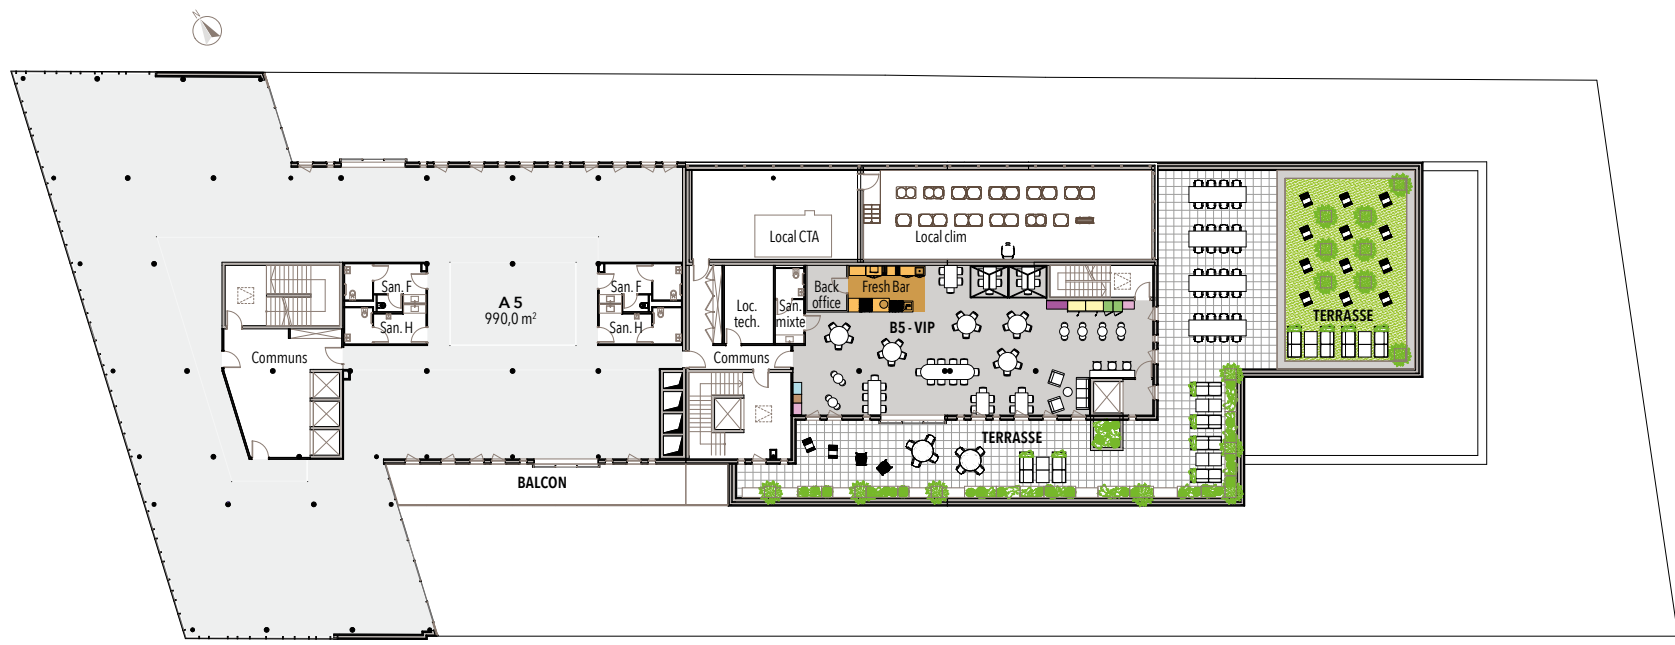 N
Local CTA
Local clim
San. F
San. H
A 5
990,0 m²
San. F
San. H
Communs
Loc.
tech.
San.
mixte
Back
office
Fresh Bar
B5 - VIP
Communs
TERRASSE
TERRASSE
BALCON